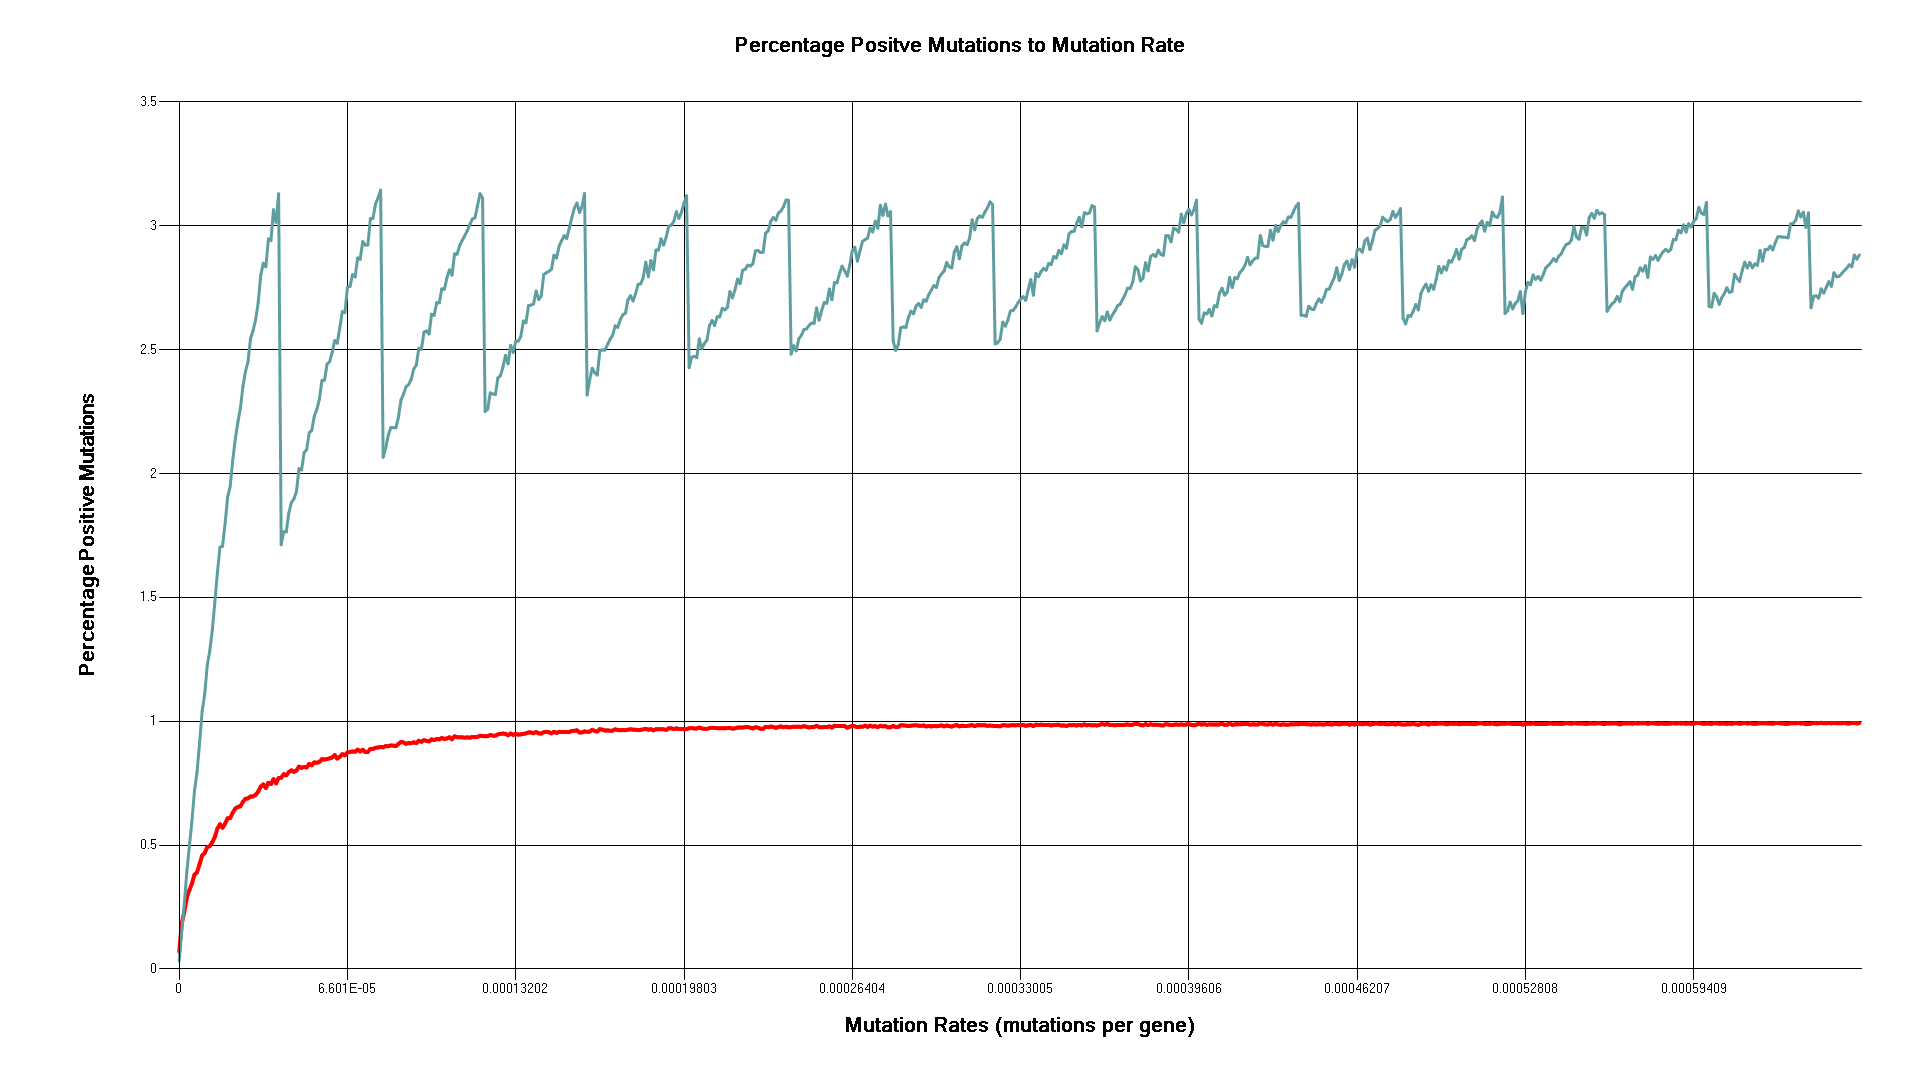 Percentage Positve Mutations to Mutation Rate
3.5
3
2.5
2
1.5
1
0.5
0
Percentage Positive Mutations
0 6.601E-05 0.00013202 0.00019803 0.00026404 0.00033005 0.00039606 0.00046207 0.00052808 0.00059409
Mutation Rates (mutations per gene)